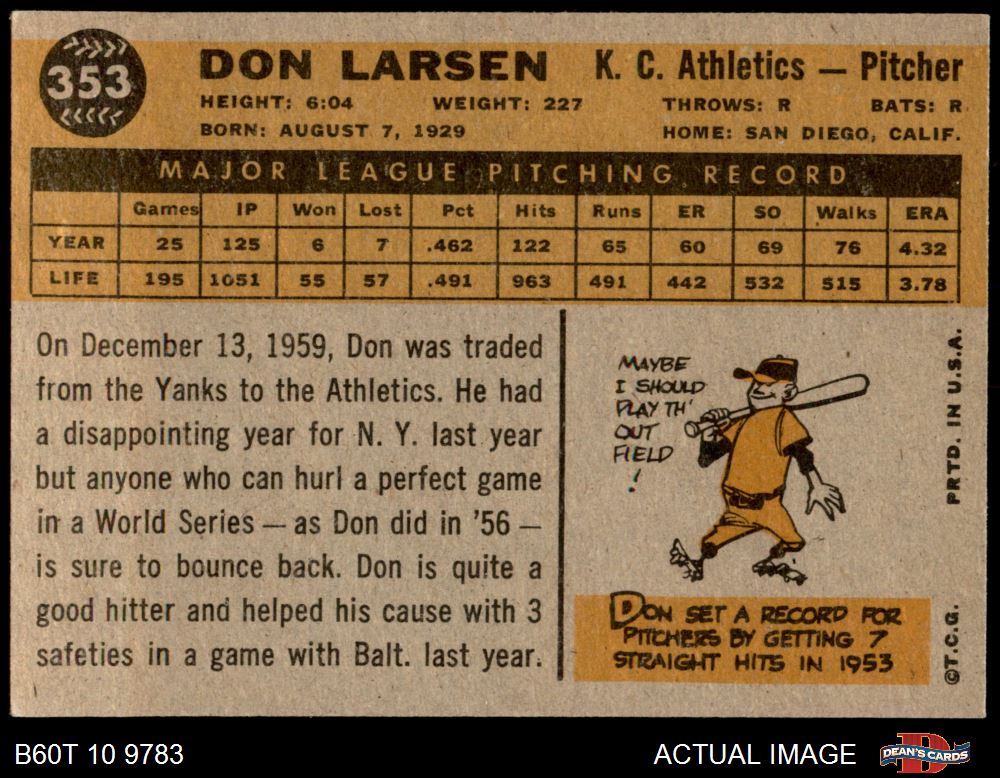 353
DON LARSEN K. C. Athletics — Pitcher
HEIGHT: 6:04 WEIGHT: 227 THROWS: R BATS: R
BORN: AUGUST 7, 1929 HOME: SAN DIEGO, CALIF.
MAJOR LEAGUE PITCHING RECORD
Games IP Won Lost Pct Hits Runs ER SO Walks ERA
YEAR 25 125 6 7 .462 122 65 60 69 76 4.32
LIFE 195 1051 55 57 .491 963 491 442 532 515 3.78
On December 13, 1959, Don was traded
from the Yanks to the Athletics. He had
a disappointing year for N. Y. last year
but anyone who can hurl a perfect game
in a World Series — as Don did in '56 —
is sure to bounce back. Don is quite a
good hitter and helped his cause with 3
safeties in a game with Balt. last year.
MAYBE
I SHOULD
PLAY TH'
OUT
FIELD
!
DON SET A RECORD FOR
PITCHERS BY GETTING 7
STRAIGHT HITS IN 1953
©T.C.G. PRTD. IN U.S.A.
B60T 10 9783 ACTUAL IMAGE
DEAN'S CARDS